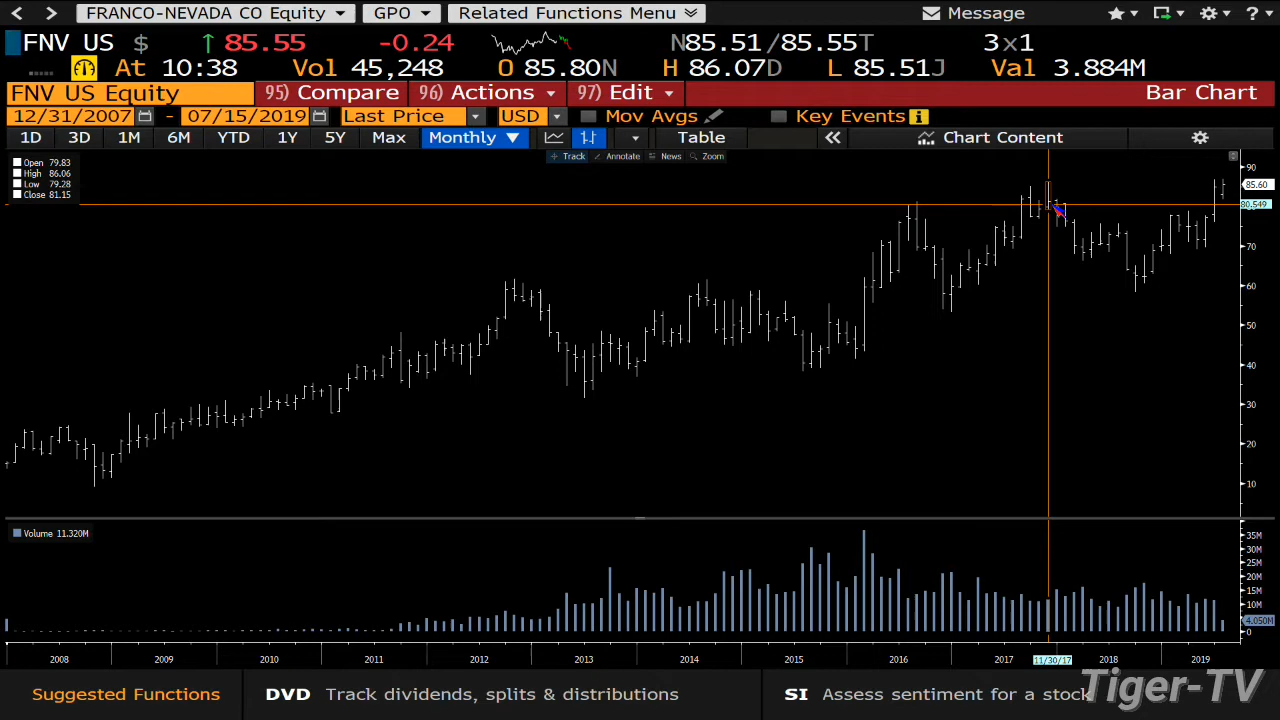 FRANCO-NEVADA CO Equity GPO Related Functions Menu Message ?
FNV US $ ↑ 85.55 -0.24 N85.51/85.55T 3x1
At 10:38 Vol 45,248 O 85.80N H 86.07D L 85.51J Val 3.884M
FNV US Equity 95) Compare 96) Actions 97) Edit Bar Chart
12/31/2007 - 07/15/2019 Last Price USD Mov Avgs Key Events i
1D 3D 1M 6M YTD 1Y 5Y Max Monthly ▼ Table « Chart Content
Track Annotate News Zoom
Open 79.83
High 86.06
Low 79.28
Close 81.15
90
85.60
80.549
70
60
50
40
30
20
10
Volume 11.320M
35M
30M
25M
20M
15M
10M
4.050M
0
2008 2009 2010 2011 2012 2013 2014 2015 2016 2017 11/30/17 2018 2019
Suggested Functions DVD Track dividends, splits & distributions SI Assess sentiment for a stock
Tiger-TV